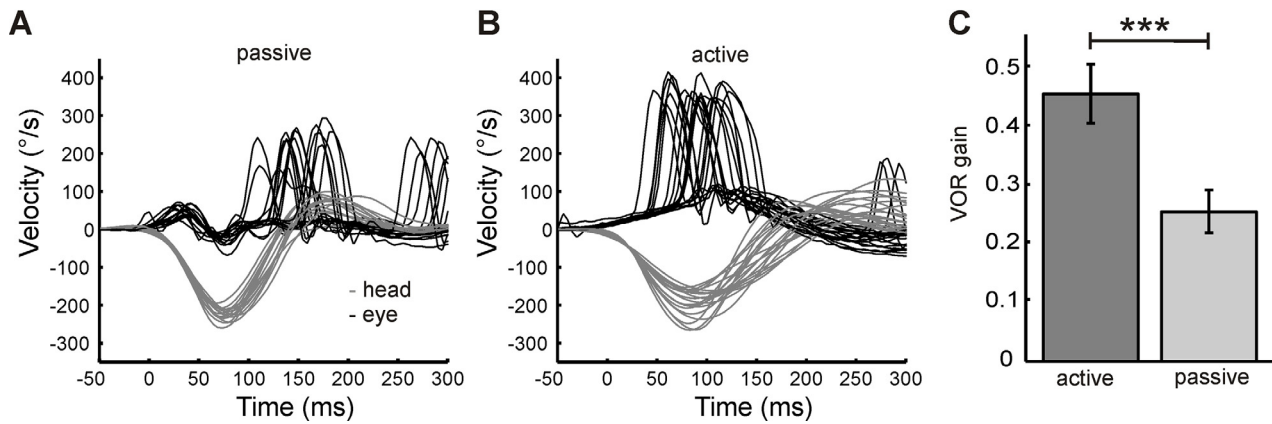 A
passive
Velocity (°/s)
400
300
200
100
0
-100
-200
-300
-50 0 50 100 150 200 250 300
Time (ms)
- head
- eye
B
active
Velocity (°/s)
400
300
200
100
0
-100
-200
-300
-50 0 50 100 150 200 250 300
Time (ms)
C
***
VOR gain
0.5
0.4
0.3
0.2
0.1
0
active passive